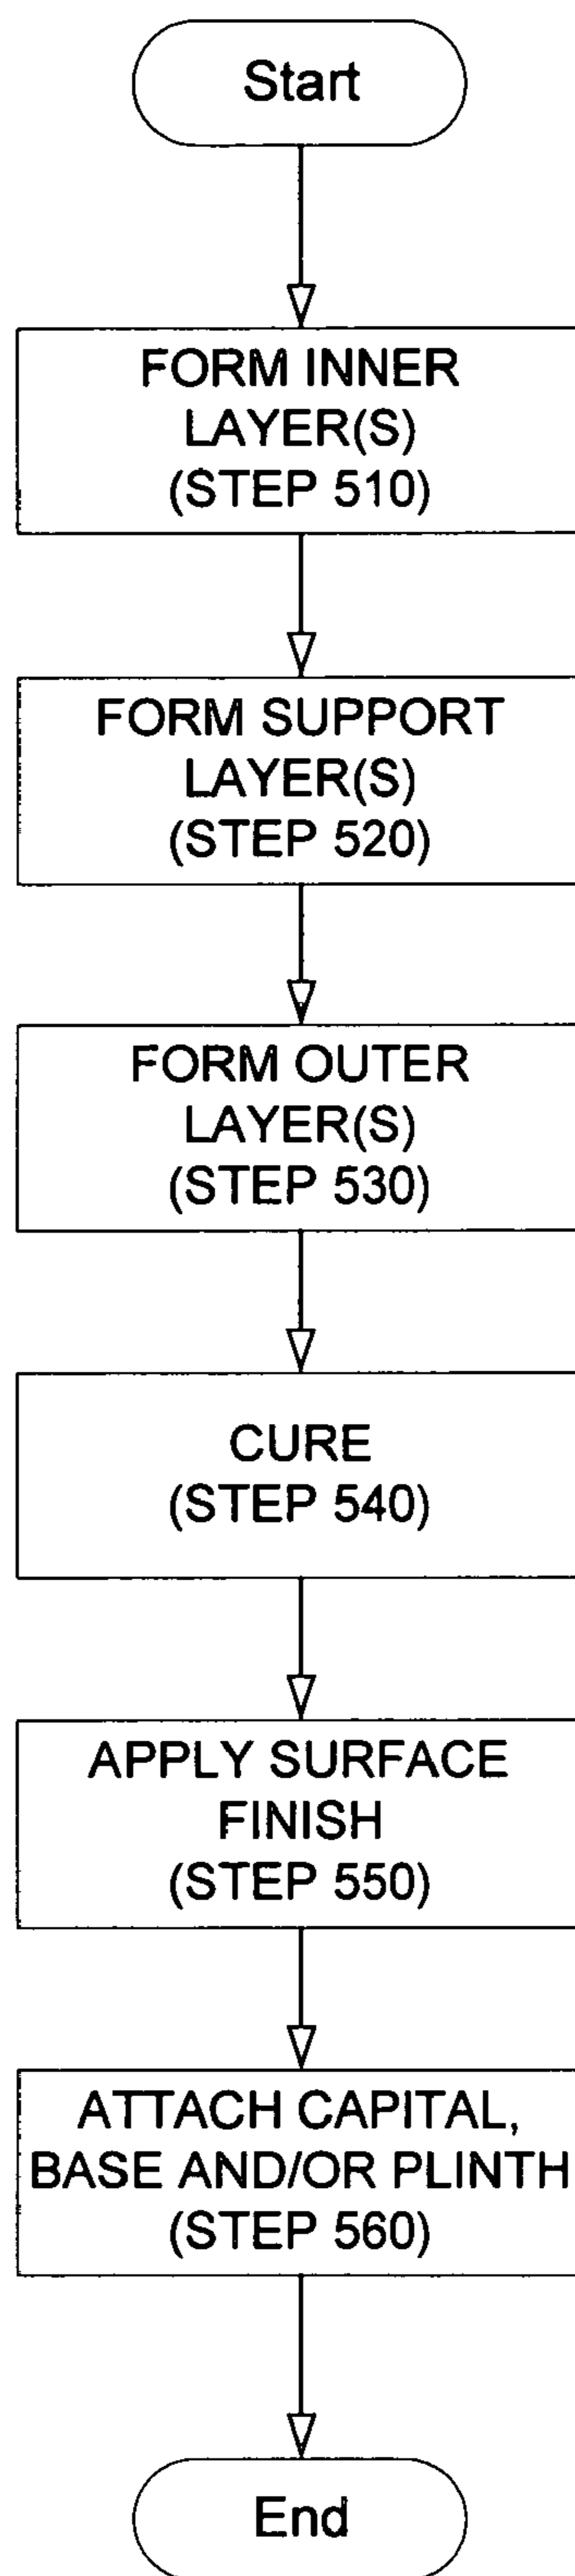 Start
FORM INNER
LAYER(S)
(STEP 510)
FORM SUPPORT
LAYER(S)
(STEP 520)
FORM OUTER
LAYER(S)
(STEP 530)
CURE
(STEP 540)
APPLY SURFACE
FINISH
(STEP 550)
ATTACH CAPITAL,
BASE AND/OR PLINTH
(STEP 560)
End